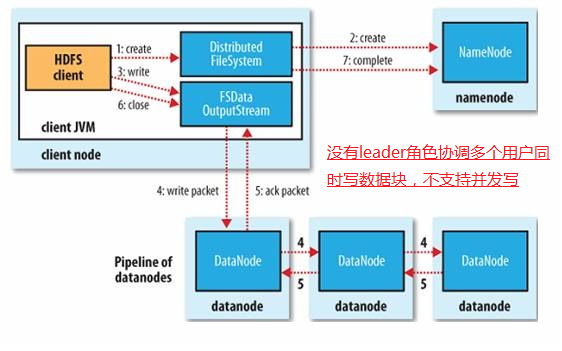 HDFS
client
1: create
3: write
6: close
Distributed
FileSystem
FSData
OutputStream
client JVM
client node
2: create
7: complete
NameNode
namenode
没有leader角色协调多个用户同
时写数据块，不支持并发写
4: write packet
5: ack packet
Pipeline of
datanodes
DataNode
datanode
4
5
DataNode
datanode
4
5
DataNode
datanode